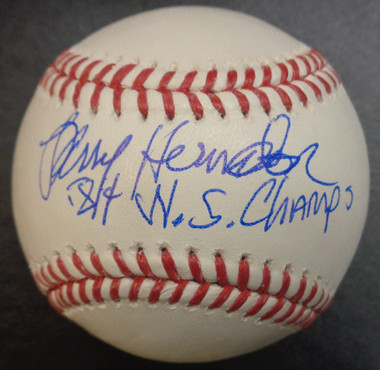 Larry Herndon
'84 W.S. Champs